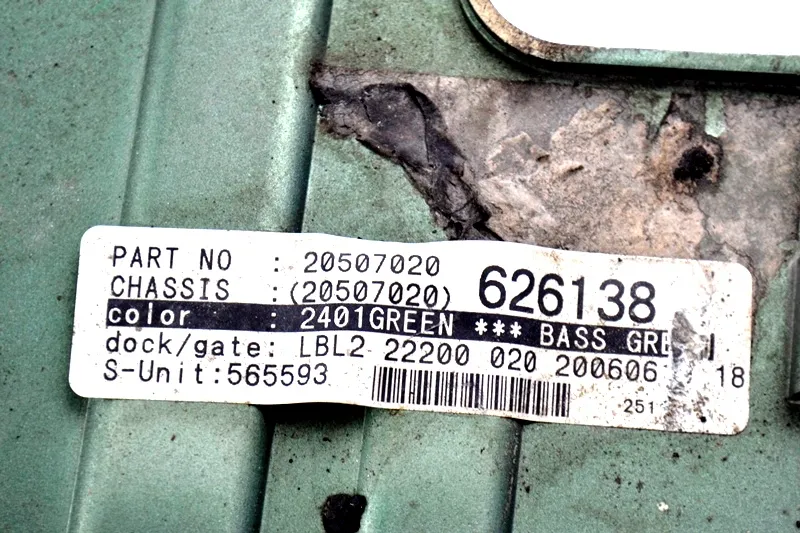 PART NO : 20507020
CHASSIS :(20507020) 626138
color : 2401GREEN *** BASS
dock/gate: LBL2 22200 020 200606 18
S-Unit:565593
251